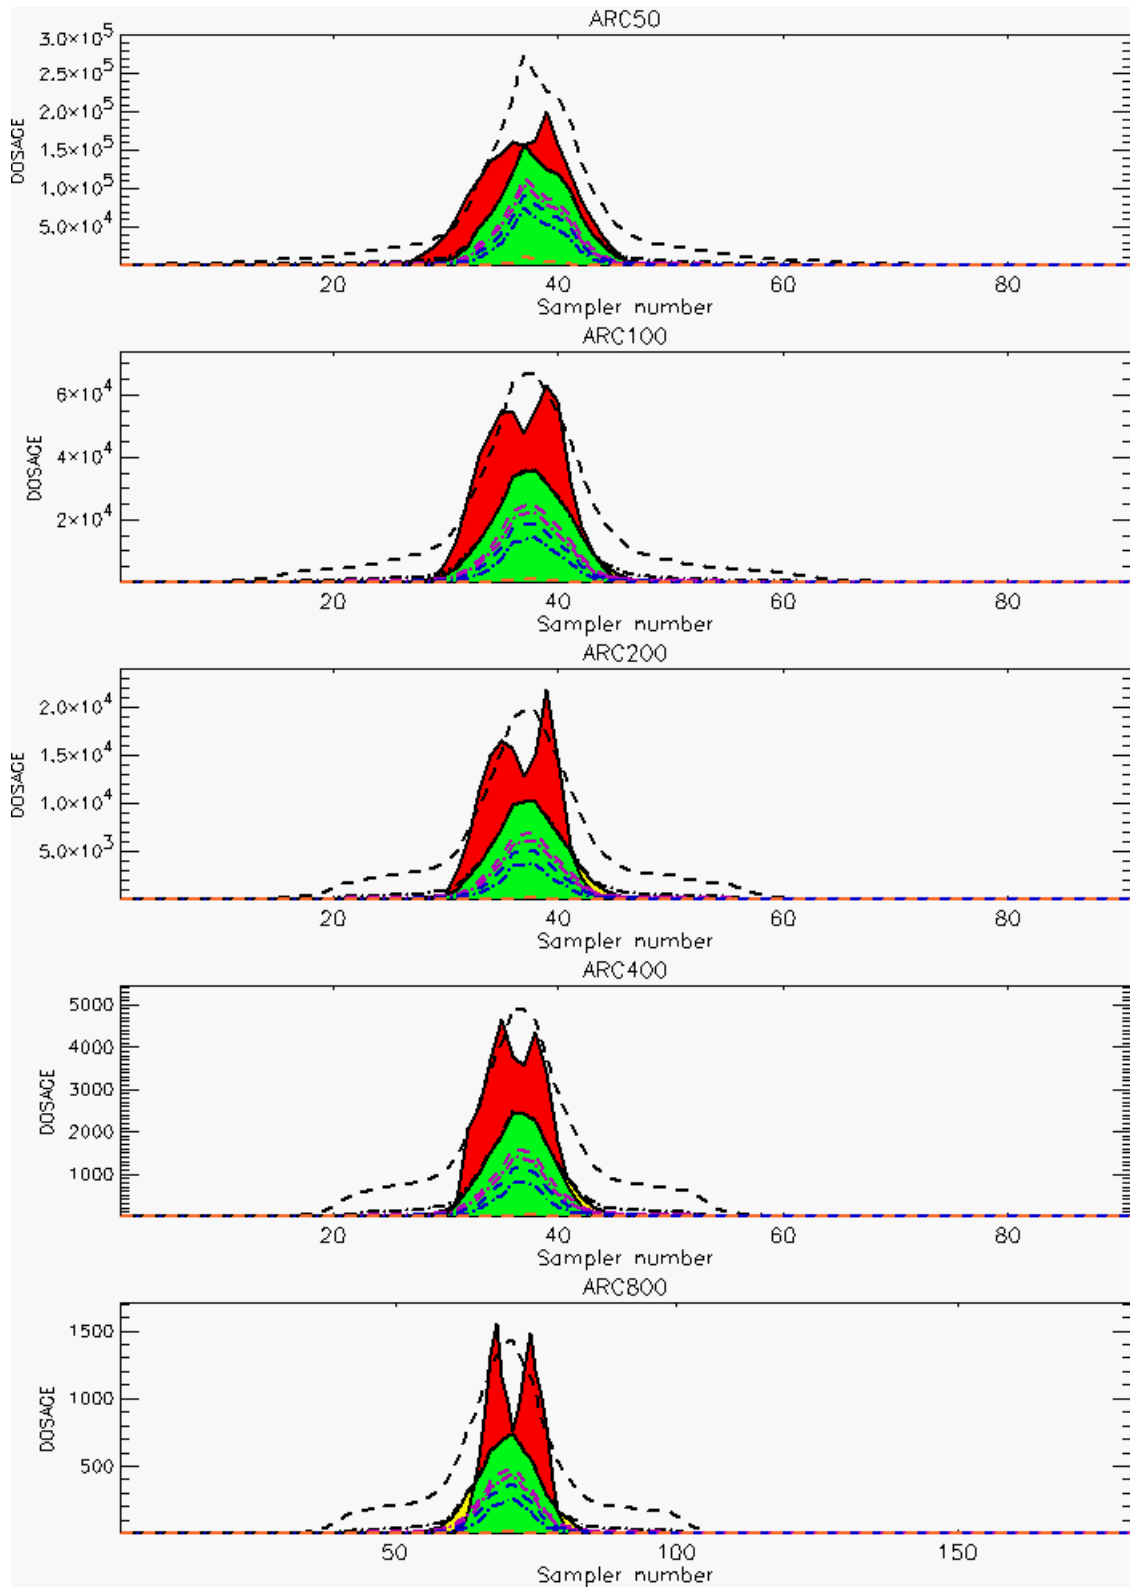 ARC50
3.0×10⁵
2.5×10⁵
2.0×10⁵
1.5×10⁵
1.0×10⁵
5.0×10⁴
DOSAGE
20 40 60 80
Sampler number
ARC100
6×10⁴
4×10⁴
2×10⁴
DOSAGE
20 40 60 80
Sampler number
ARC200
2.0×10⁴
1.5×10⁴
1.0×10⁴
5.0×10³
DOSAGE
20 40 60 80
Sampler number
ARC400
5000
4000
3000
2000
1000
DOSAGE
20 40 60 80
Sampler number
ARC800
1500
1000
500
DOSAGE
50 100 150
Sampler number